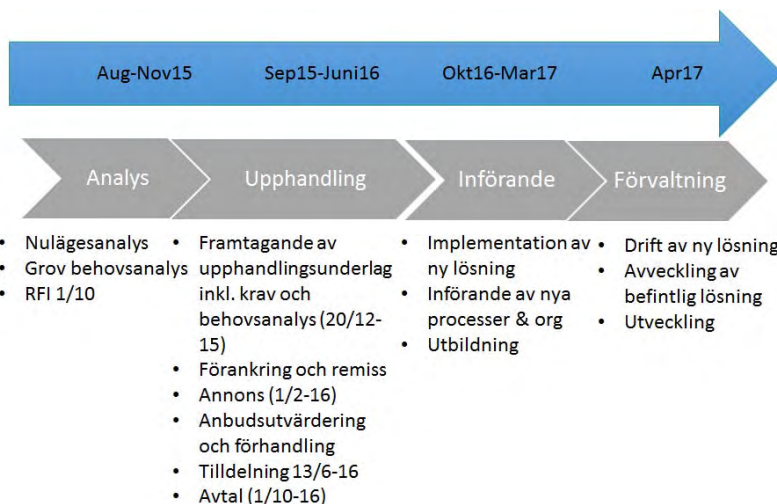 Aug-Nov15
Sep15-Juni16
Okt16-Mar17
Apr17
Analys
Upphandling
Införande
Förvaltning
• Nulägesanalys
• Grov behovsanalys
• RFI 1/10
• Framtagande av
upphandlingsunderlag
inkl. krav och
behovsanalys (20/12-
15)
• Förankring och remiss
• Annons (1/2-16)
• Anbudsutvärdering
och förhandling
• Tilldelning 13/6-16
• Avtal (1/10-16)
• Implementation av
ny lösning
• Införande av nya
processer & org
• Utbildning
• Drift av ny lösning
• Avveckling av
befintlig lösning
• Utveckling